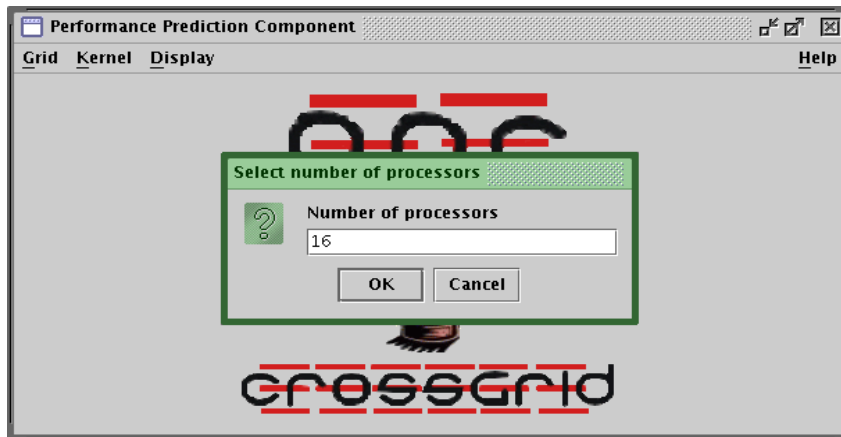 Performance Prediction Component
Grid Kernel Display Help
Select number of processors
Number of processors
16
OK Cancel
crossGrid